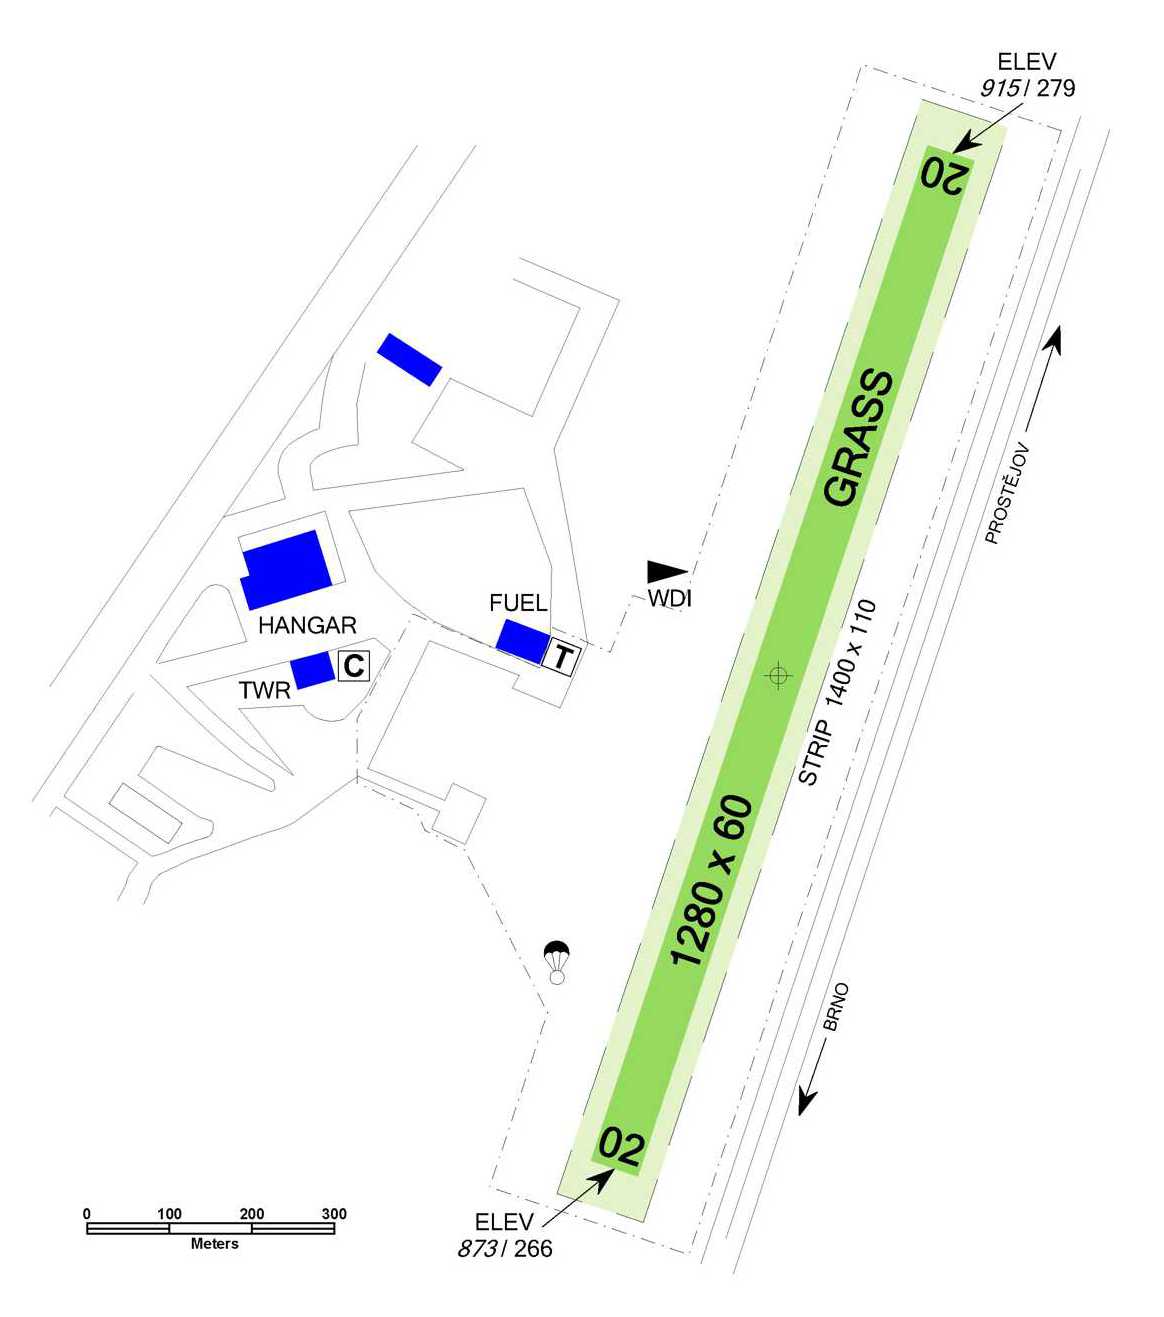 ELEV
915 / 279
20
GRASS
PROSTĚJOV
WDI
FUEL
T
HANGAR
C
TWR
STRIP 1400 x 110
1280 x 60
BRNO
02
ELEV
873 / 266
0 100 200 300
Meters